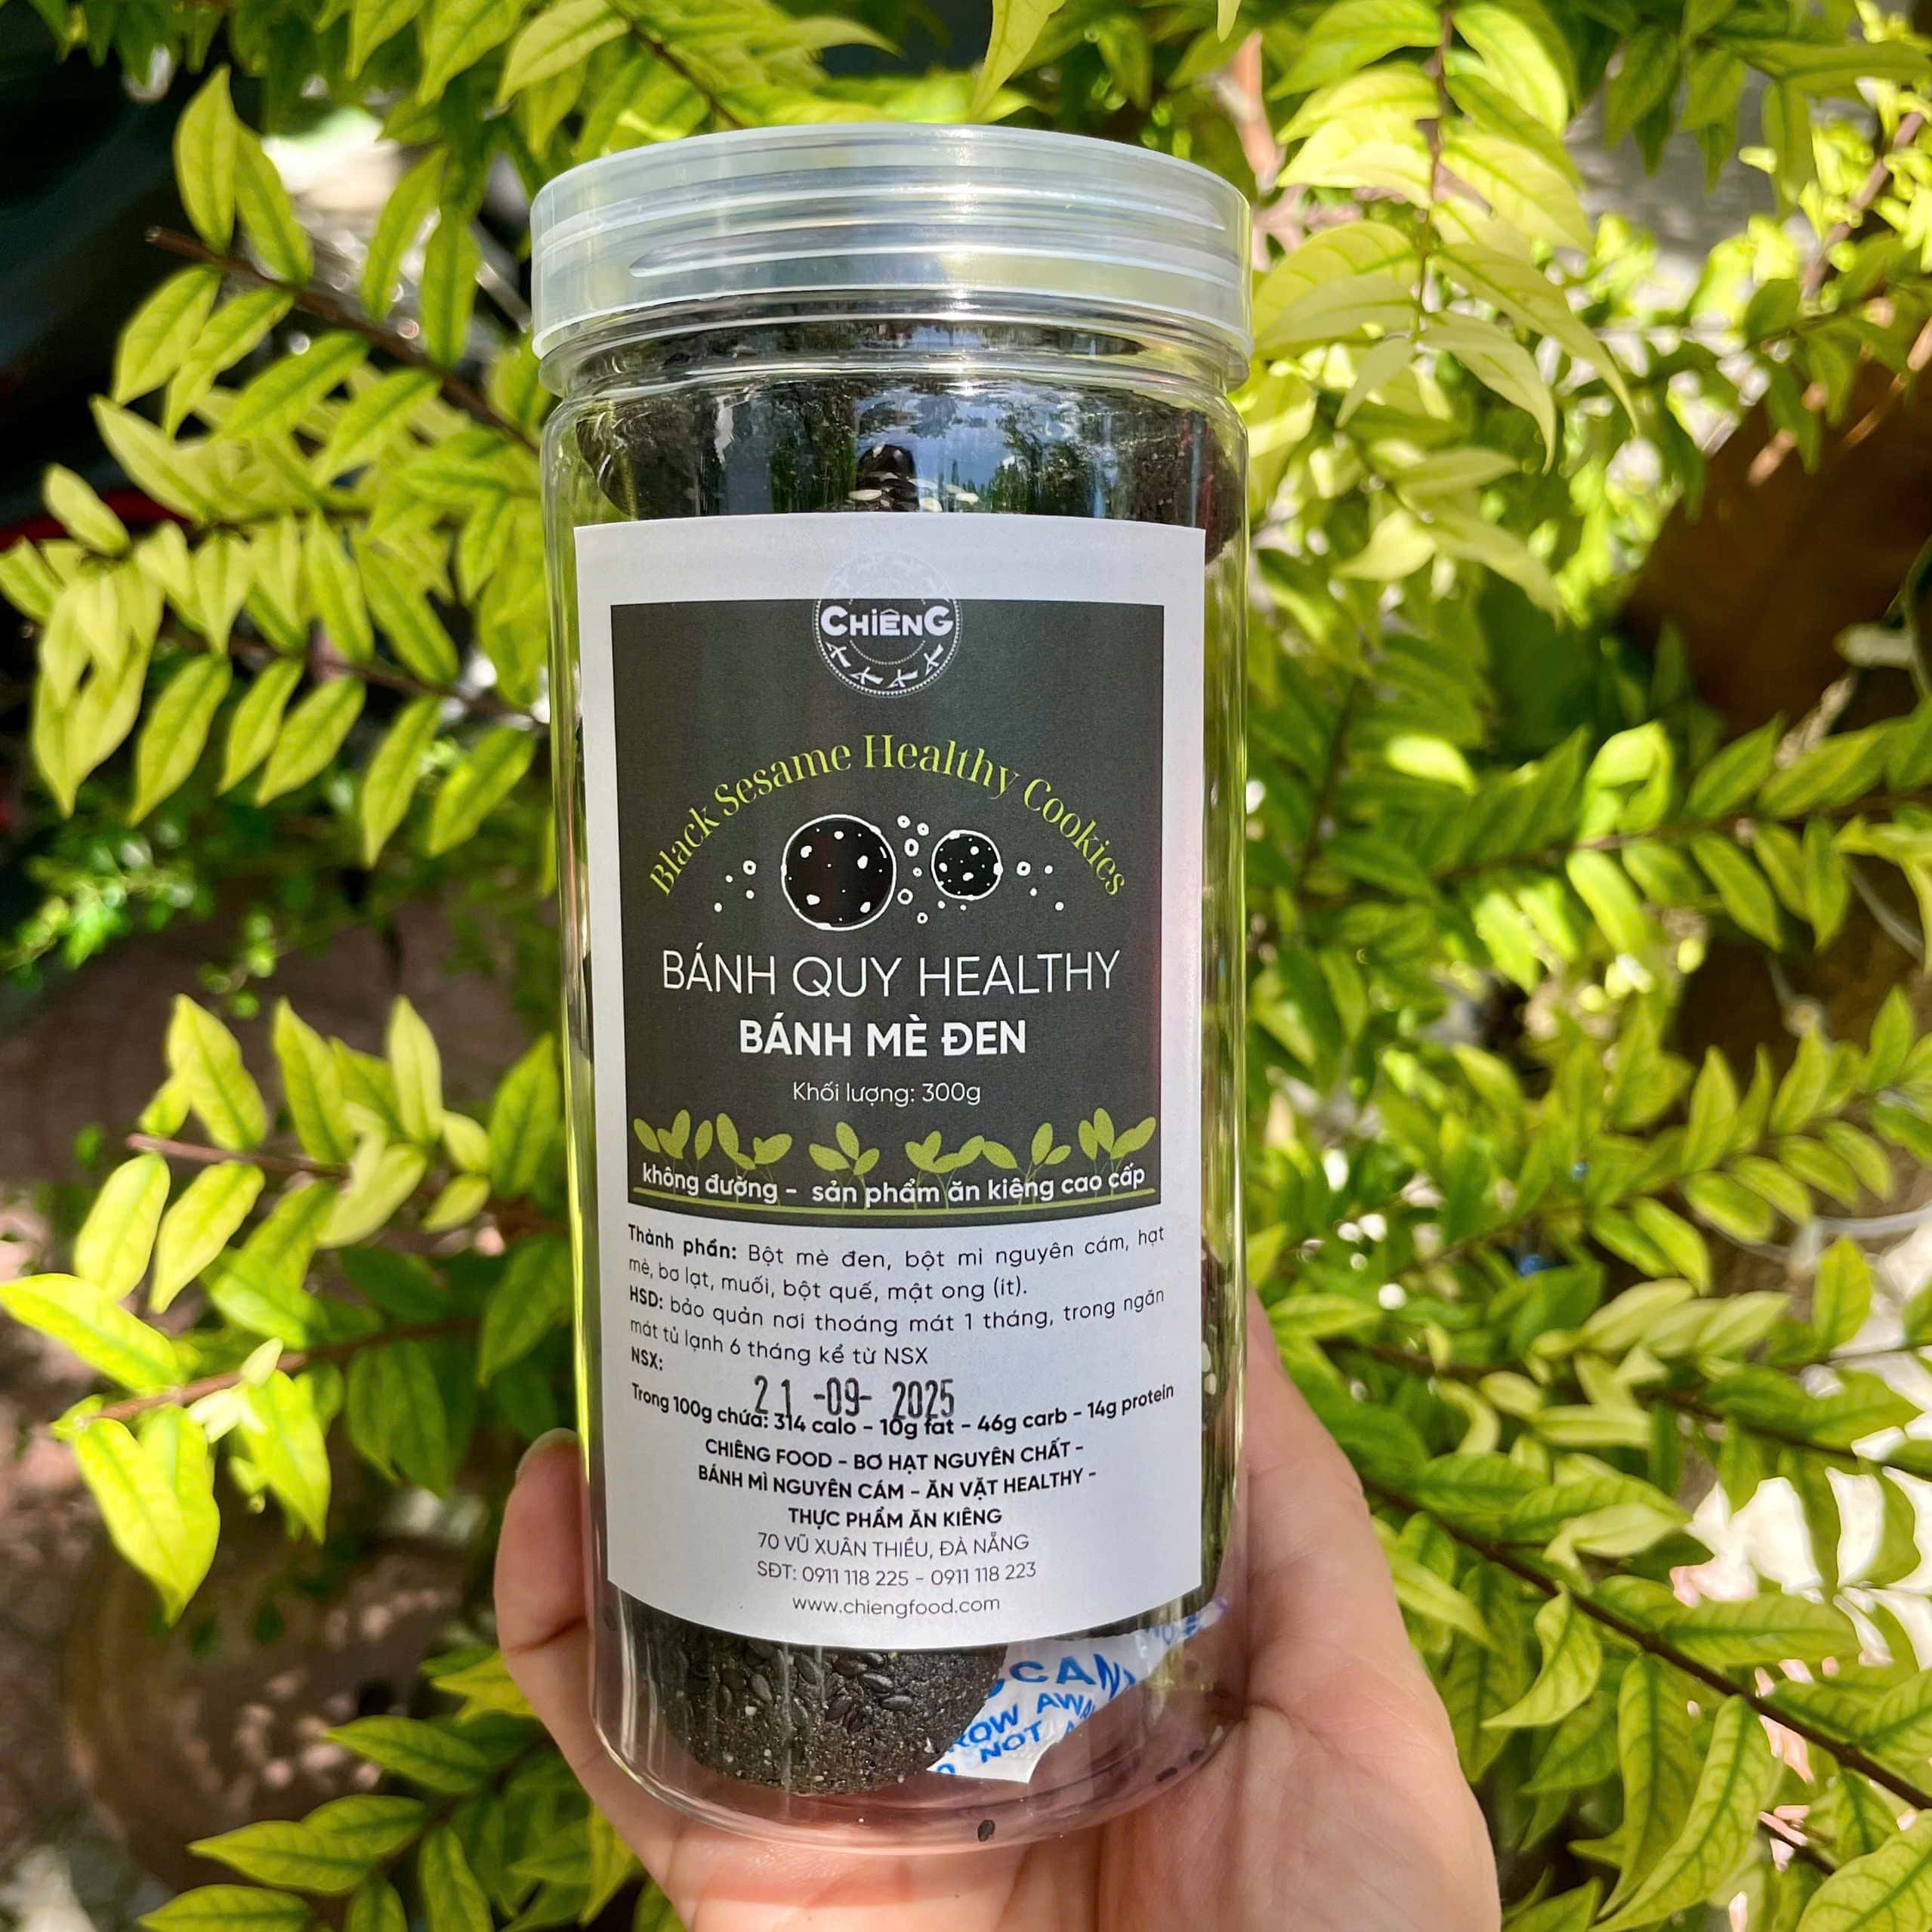 CHIÊNG
Black Sesame Healthy Cookies
BÁNH QUY HEALTHY
BÁNH MÈ ĐEN
Khối lượng: 300g
không đường - sản phẩm ăn kiêng cao cấp
Thành phần: Bột mè đen, bột mì nguyên cám, hạt
mè, bơ lạt, muối, bột quế, mật ong (ít).
HSD: bảo quản nơi thoáng mát 1 tháng, trong ngăn
mát tủ lạnh 6 tháng kể từ NSX
NSX:
21 -09- 2025
Trong 100g chứa: 314 calo - 10g fat - 46g carb - 14g protein
CHIÊNG FOOD - BƠ HẠT NGUYÊN CHẤT -
BÁNH MÌ NGUYÊN CÁM - ĂN VẶT HEALTHY -
THỰC PHẨM ĂN KIÊNG
70 VŨ XUÂN THIỀU, ĐÀ NẴNG
SĐT: 0911 118 225 - 0911 118 223
www.chiengfood.com
NOT